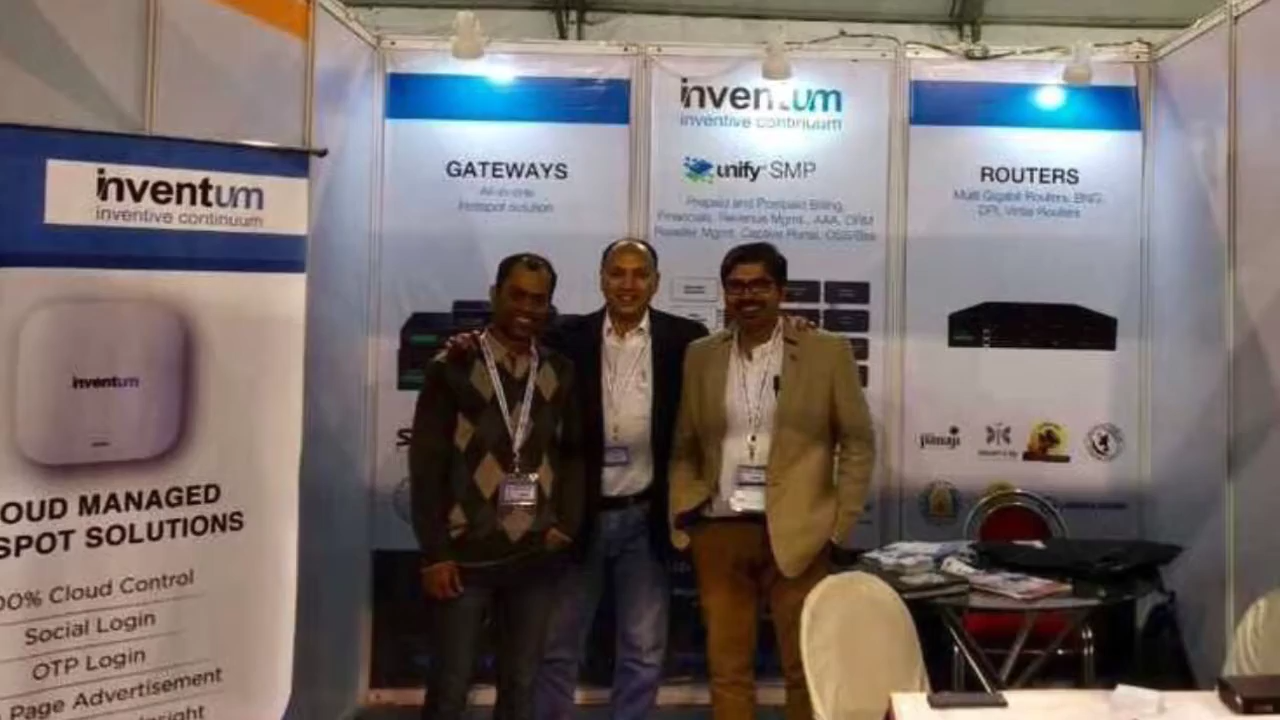 inventum
inventive continuum
inventum
OUD MANAGED
SPOT SOLUTIONS
00% Cloud Control
Social Login
OTP Login
Page Advertisement
GATEWAYS
All-in-one
Hotspot solution
inventum
inventive continuum
unify SMP
Prepaid and Postpaid Billing,
Financials, Revenue Mgmt., AAA, CRM
Reseller Mgmt, Captive Portal, OSS/Bss
ROUTERS
Multi Gigabit Routers, BNG,
DPI, Virtual Routers